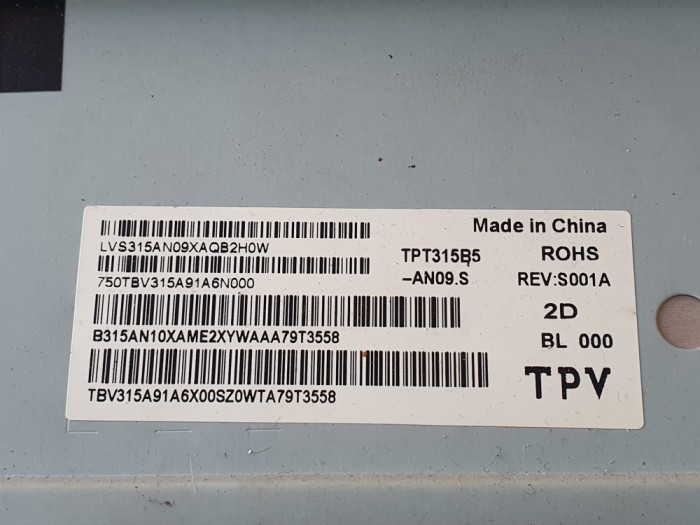 Made in China
LVS315AN09XAQB2H0W
TPT315B5
-AN09.S
ROHS
750TBV315A91A6N000
REV:S001A
2D
B315AN10XAME2XYWAAA79T3558
BL 000
TBV315A91A6X00SZ0WTA79T3558
TPV